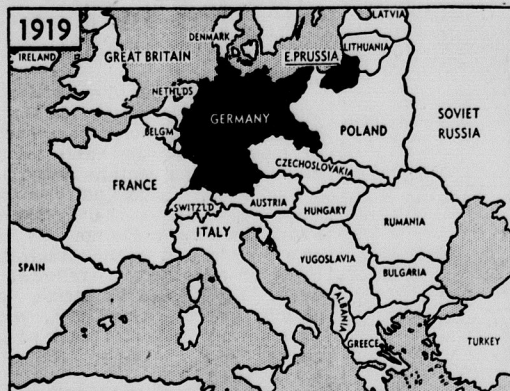 1919
LATVIA
DENMARK
LITHUANIA
IRELAND
GREAT BRITAIN
E.PRUSSIA
NETHLDS
GERMANY
SOVIET
RUSSIA
BELGM
POLAND
CZECHOSLOVAKIA
FRANCE
SWITZLD
AUSTRIA
HUNGARY
RUMANIA
ITALY
YUGOSLAVIA
SPAIN
BULGARIA
ALBANIA
GREECE
TURKEY